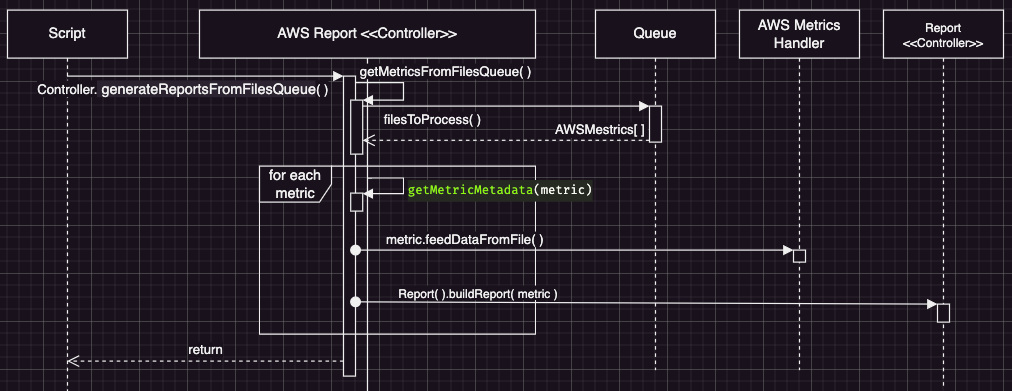 Script
AWS Report <<Controller>>
Queue
AWS Metrics
Handler
Report
<<Controller>>
getMetricsFromFilesQueue( )
Controller. generateReportsFromFilesQueue( )
filesToProcess( )
AWSMestrics[ ]
for each
metric
getMetricMetadata(metric)
metric.feedDataFromFile( )
Report( ).buildReport( metric )
return